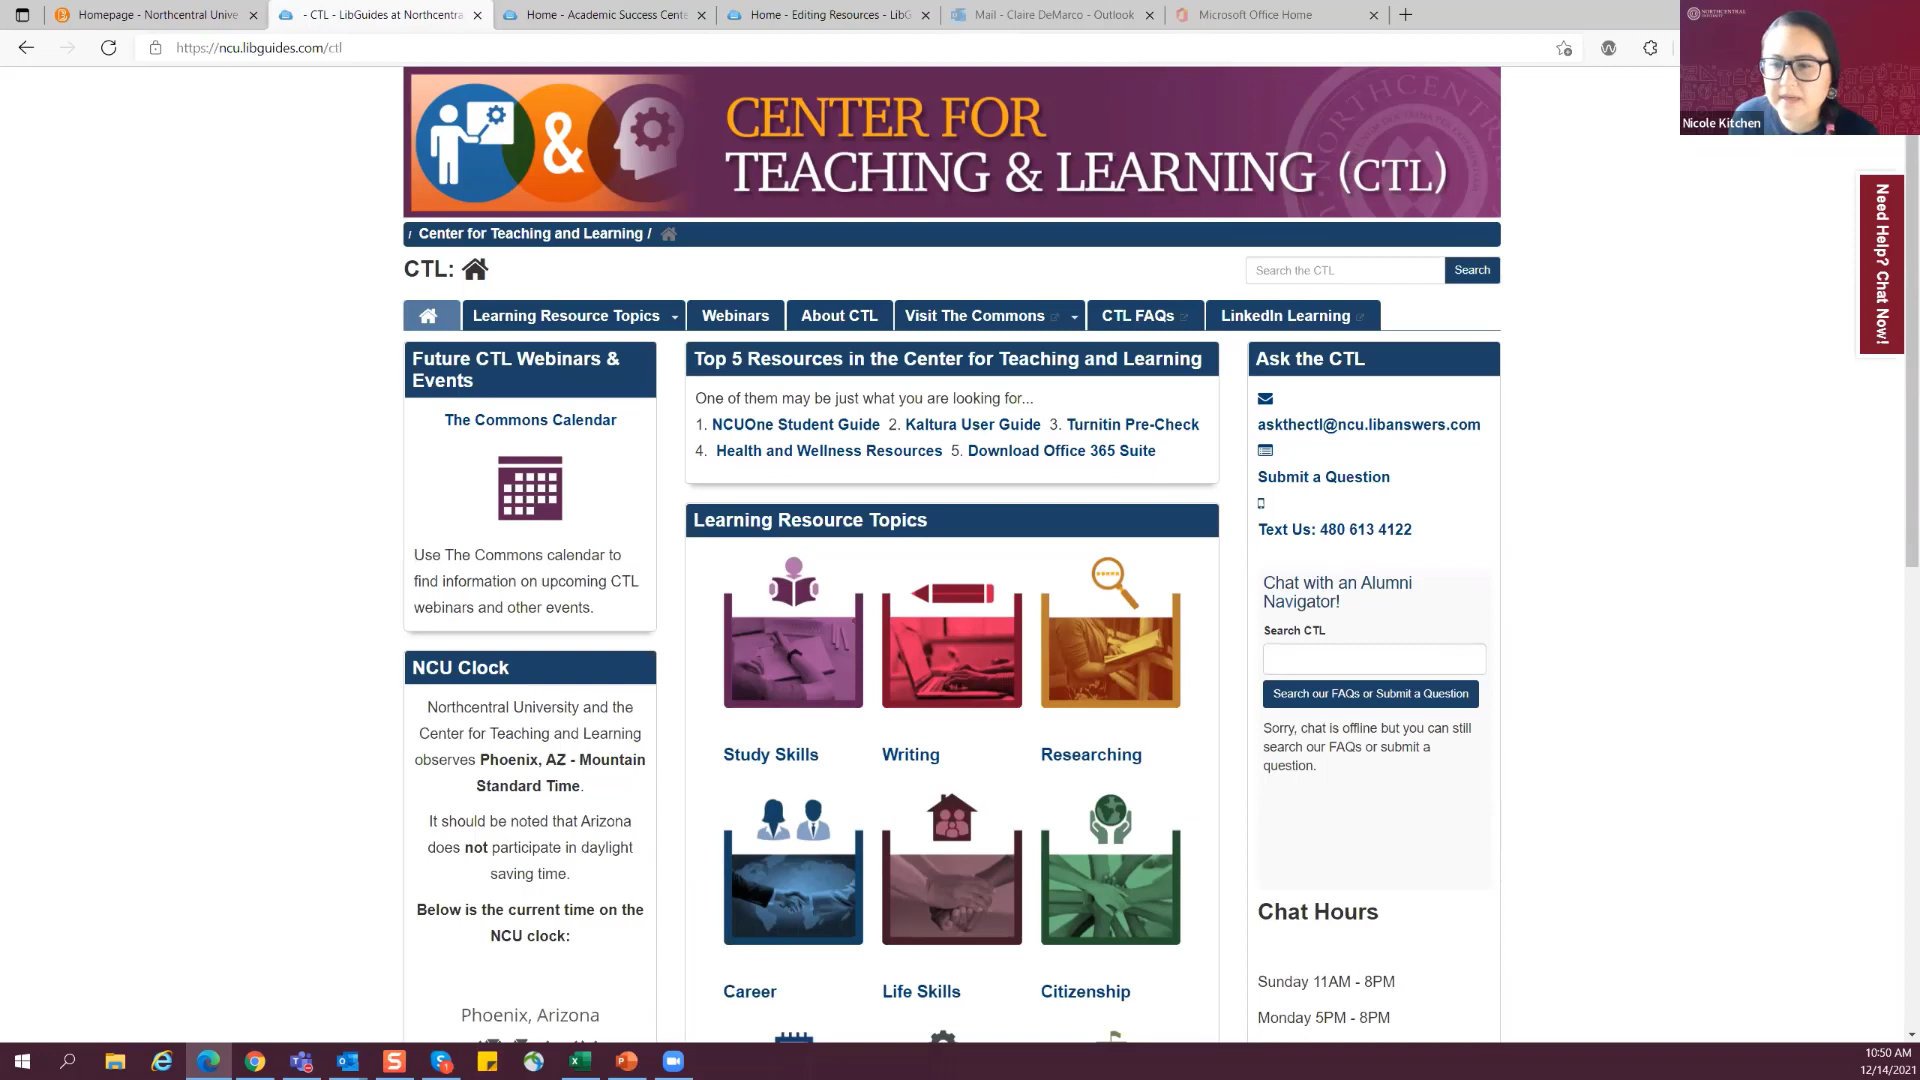 Homepage - Northcentral Unive
- CTL - LibGuides at Northcentra
Home - Academic Success Cente
Home - Editing Resources - LibG
Mail - Claire DeMarco - Outlook
Microsoft Office Home
https://ncu.libguides.com/ctl
NORTHCENTRAL
Nicole Kitchen
&
CENTER FOR
TEACHING & LEARNING (CTL)
NORTHCENTRAL
/ Center for Teaching and Learning /
CTL:
Search the CTL
Search
Learning Resource Topics
Webinars
About CTL
Visit The Commons
CTL FAQs
LinkedIn Learning
Need Help? Chat Now!
Future CTL Webinars &
Events
The Commons Calendar
Use The Commons calendar to
find information on upcoming CTL
webinars and other events.
NCU Clock
Northcentral University and the
Center for Teaching and Learning
observes Phoenix, AZ - Mountain
Standard Time.
It should be noted that Arizona
does not participate in daylight
saving time.
Below is the current time on the
NCU clock:
Phoenix, Arizona
Top 5 Resources in the Center for Teaching and Learning
One of them may be just what you are looking for...
1. NCUOne Student Guide 2. Kaltura User Guide 3. Turnitin Pre-Check
4. Health and Wellness Resources 5. Download Office 365 Suite
Learning Resource Topics
Study Skills
Writing
Researching
Career
Life Skills
Citizenship
Ask the CTL
askthectl@ncu.libanswers.com
Submit a Question
Text Us: 480 613 4122
Chat with an Alumni
Navigator!
Search CTL
Search our FAQs or Submit a Question
Sorry, chat is offline but you can still
search our FAQs or submit a
question.
Chat Hours
Sunday 11AM - 8PM
Monday 5PM - 8PM
10:50 AM
12/14/2021